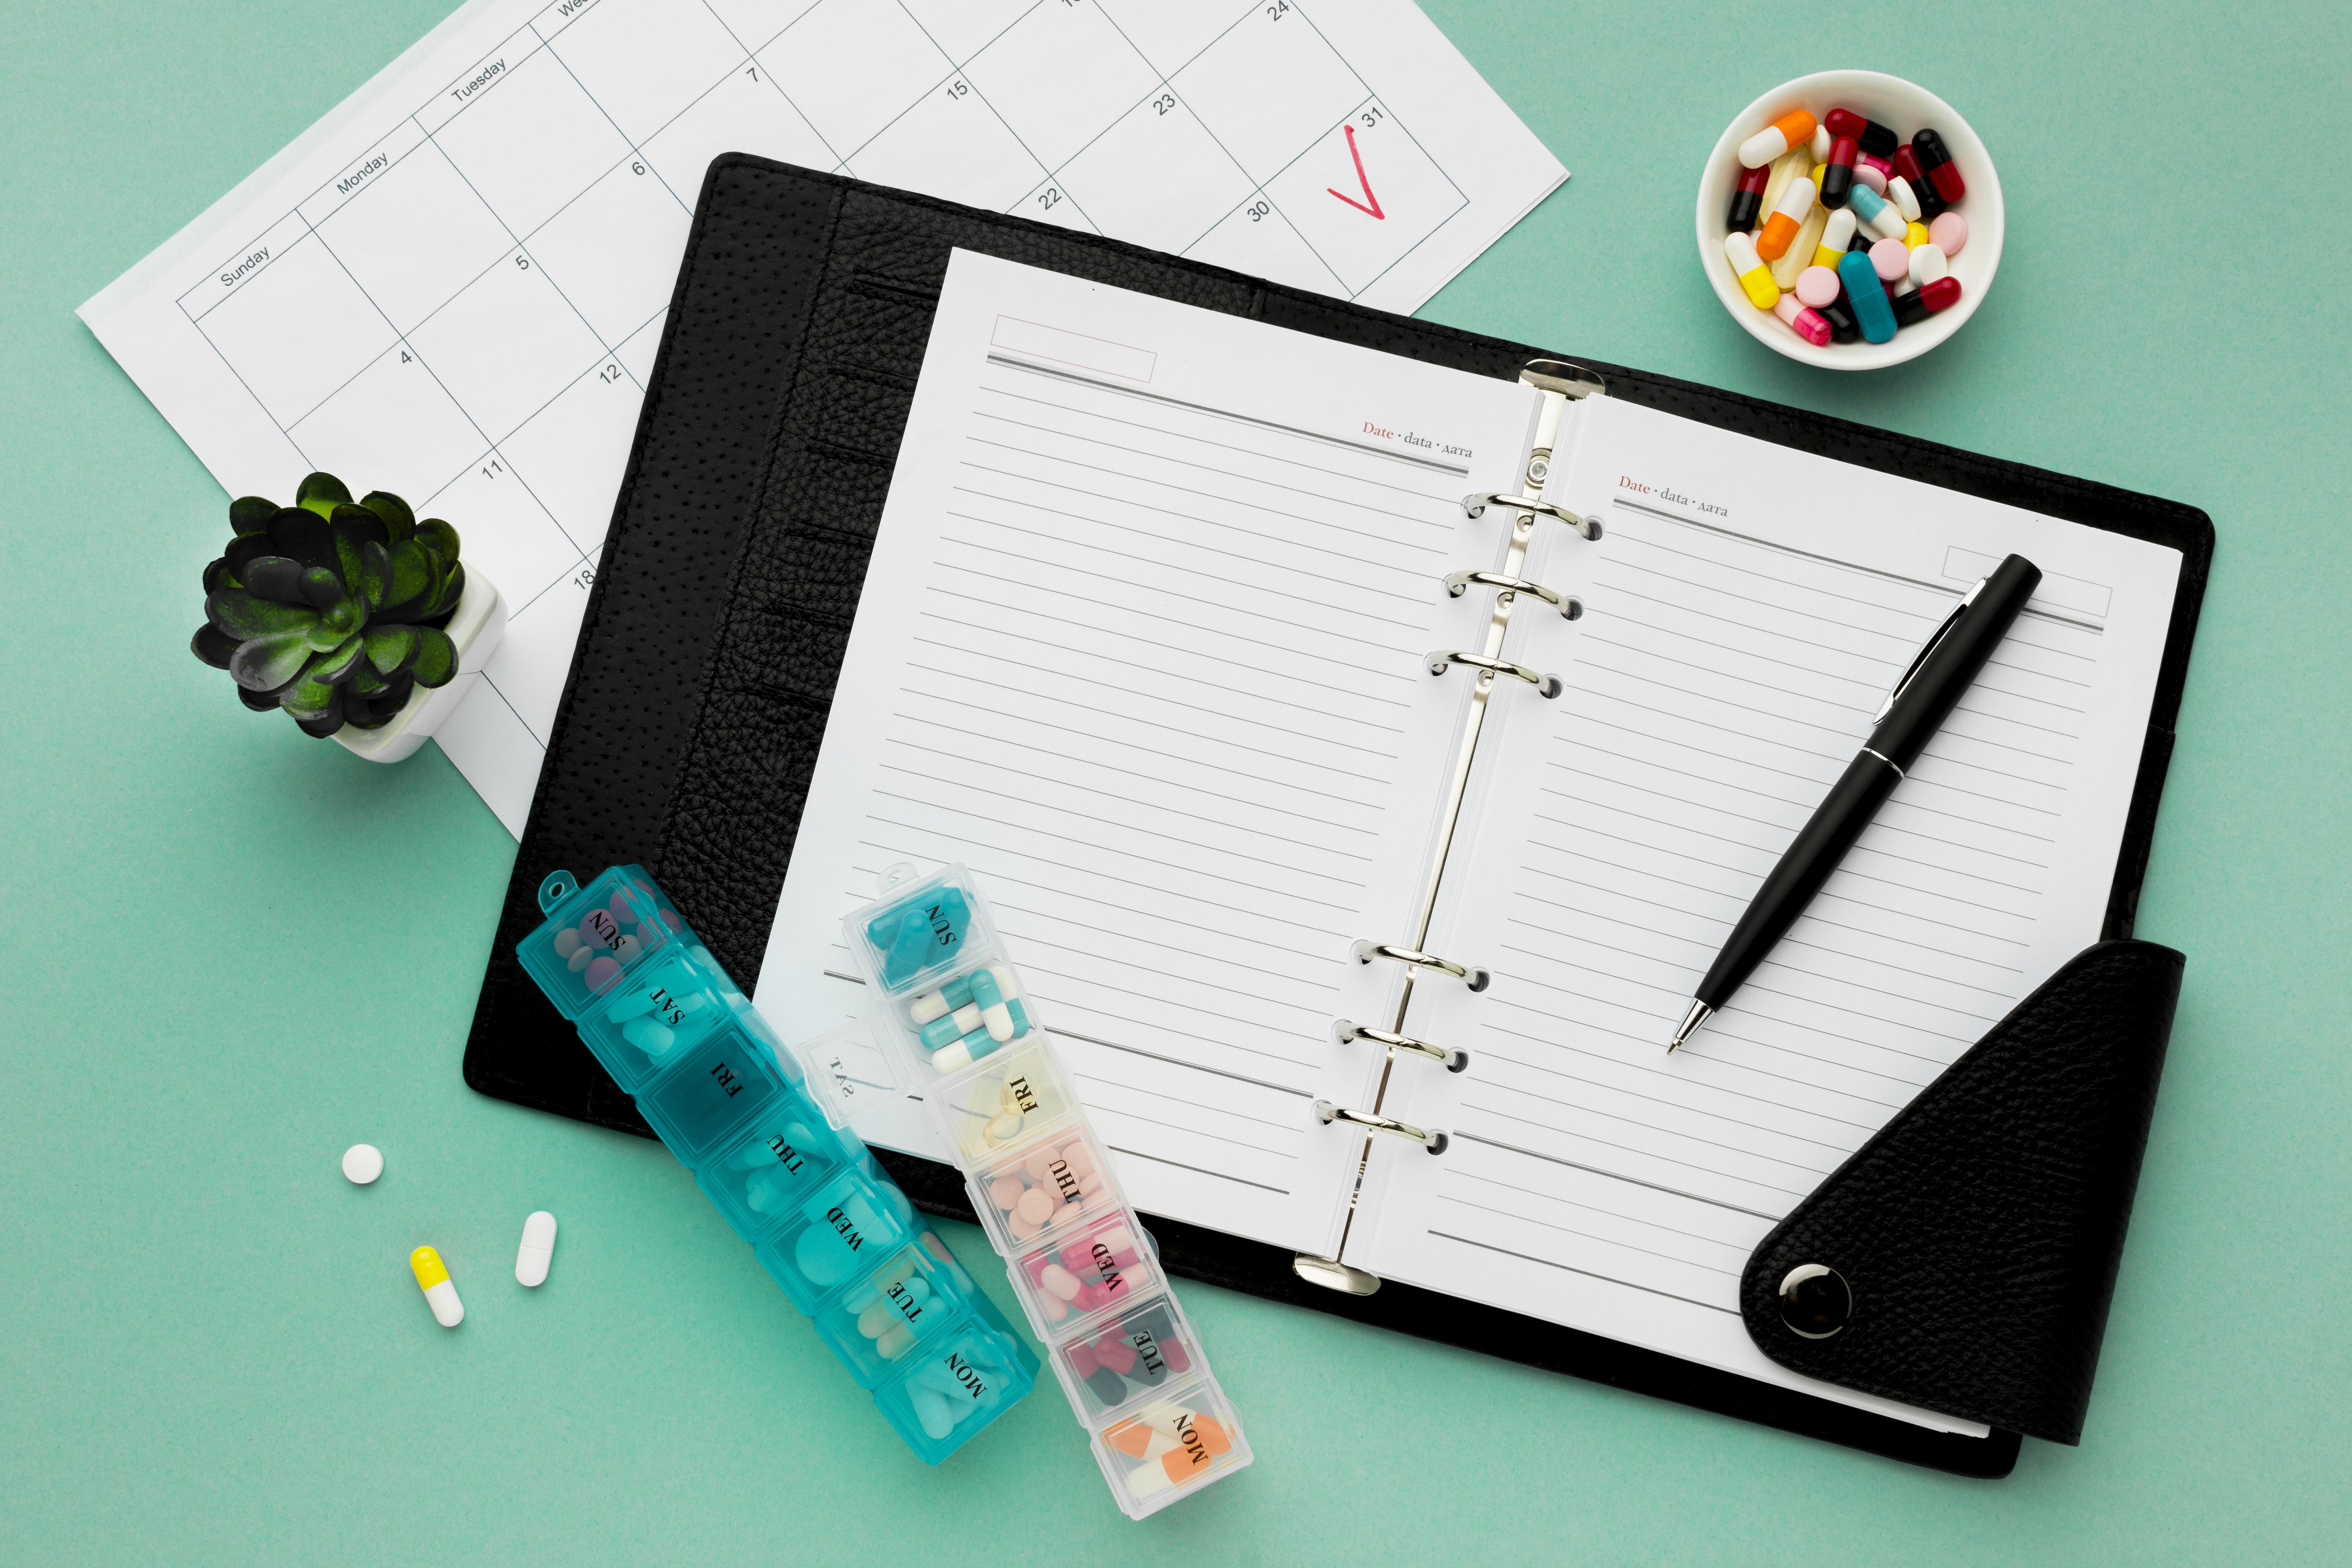 Sunday
Monday
Tuesday
4
5
6
7
11
12
15
18
22
23
24
30
31
Date · data · дата
Date · data · дата
SUN
SAT
FRI
THU
WED
TUE
MON
SUN
SAT
FRI
THU
WED
TUE
MON